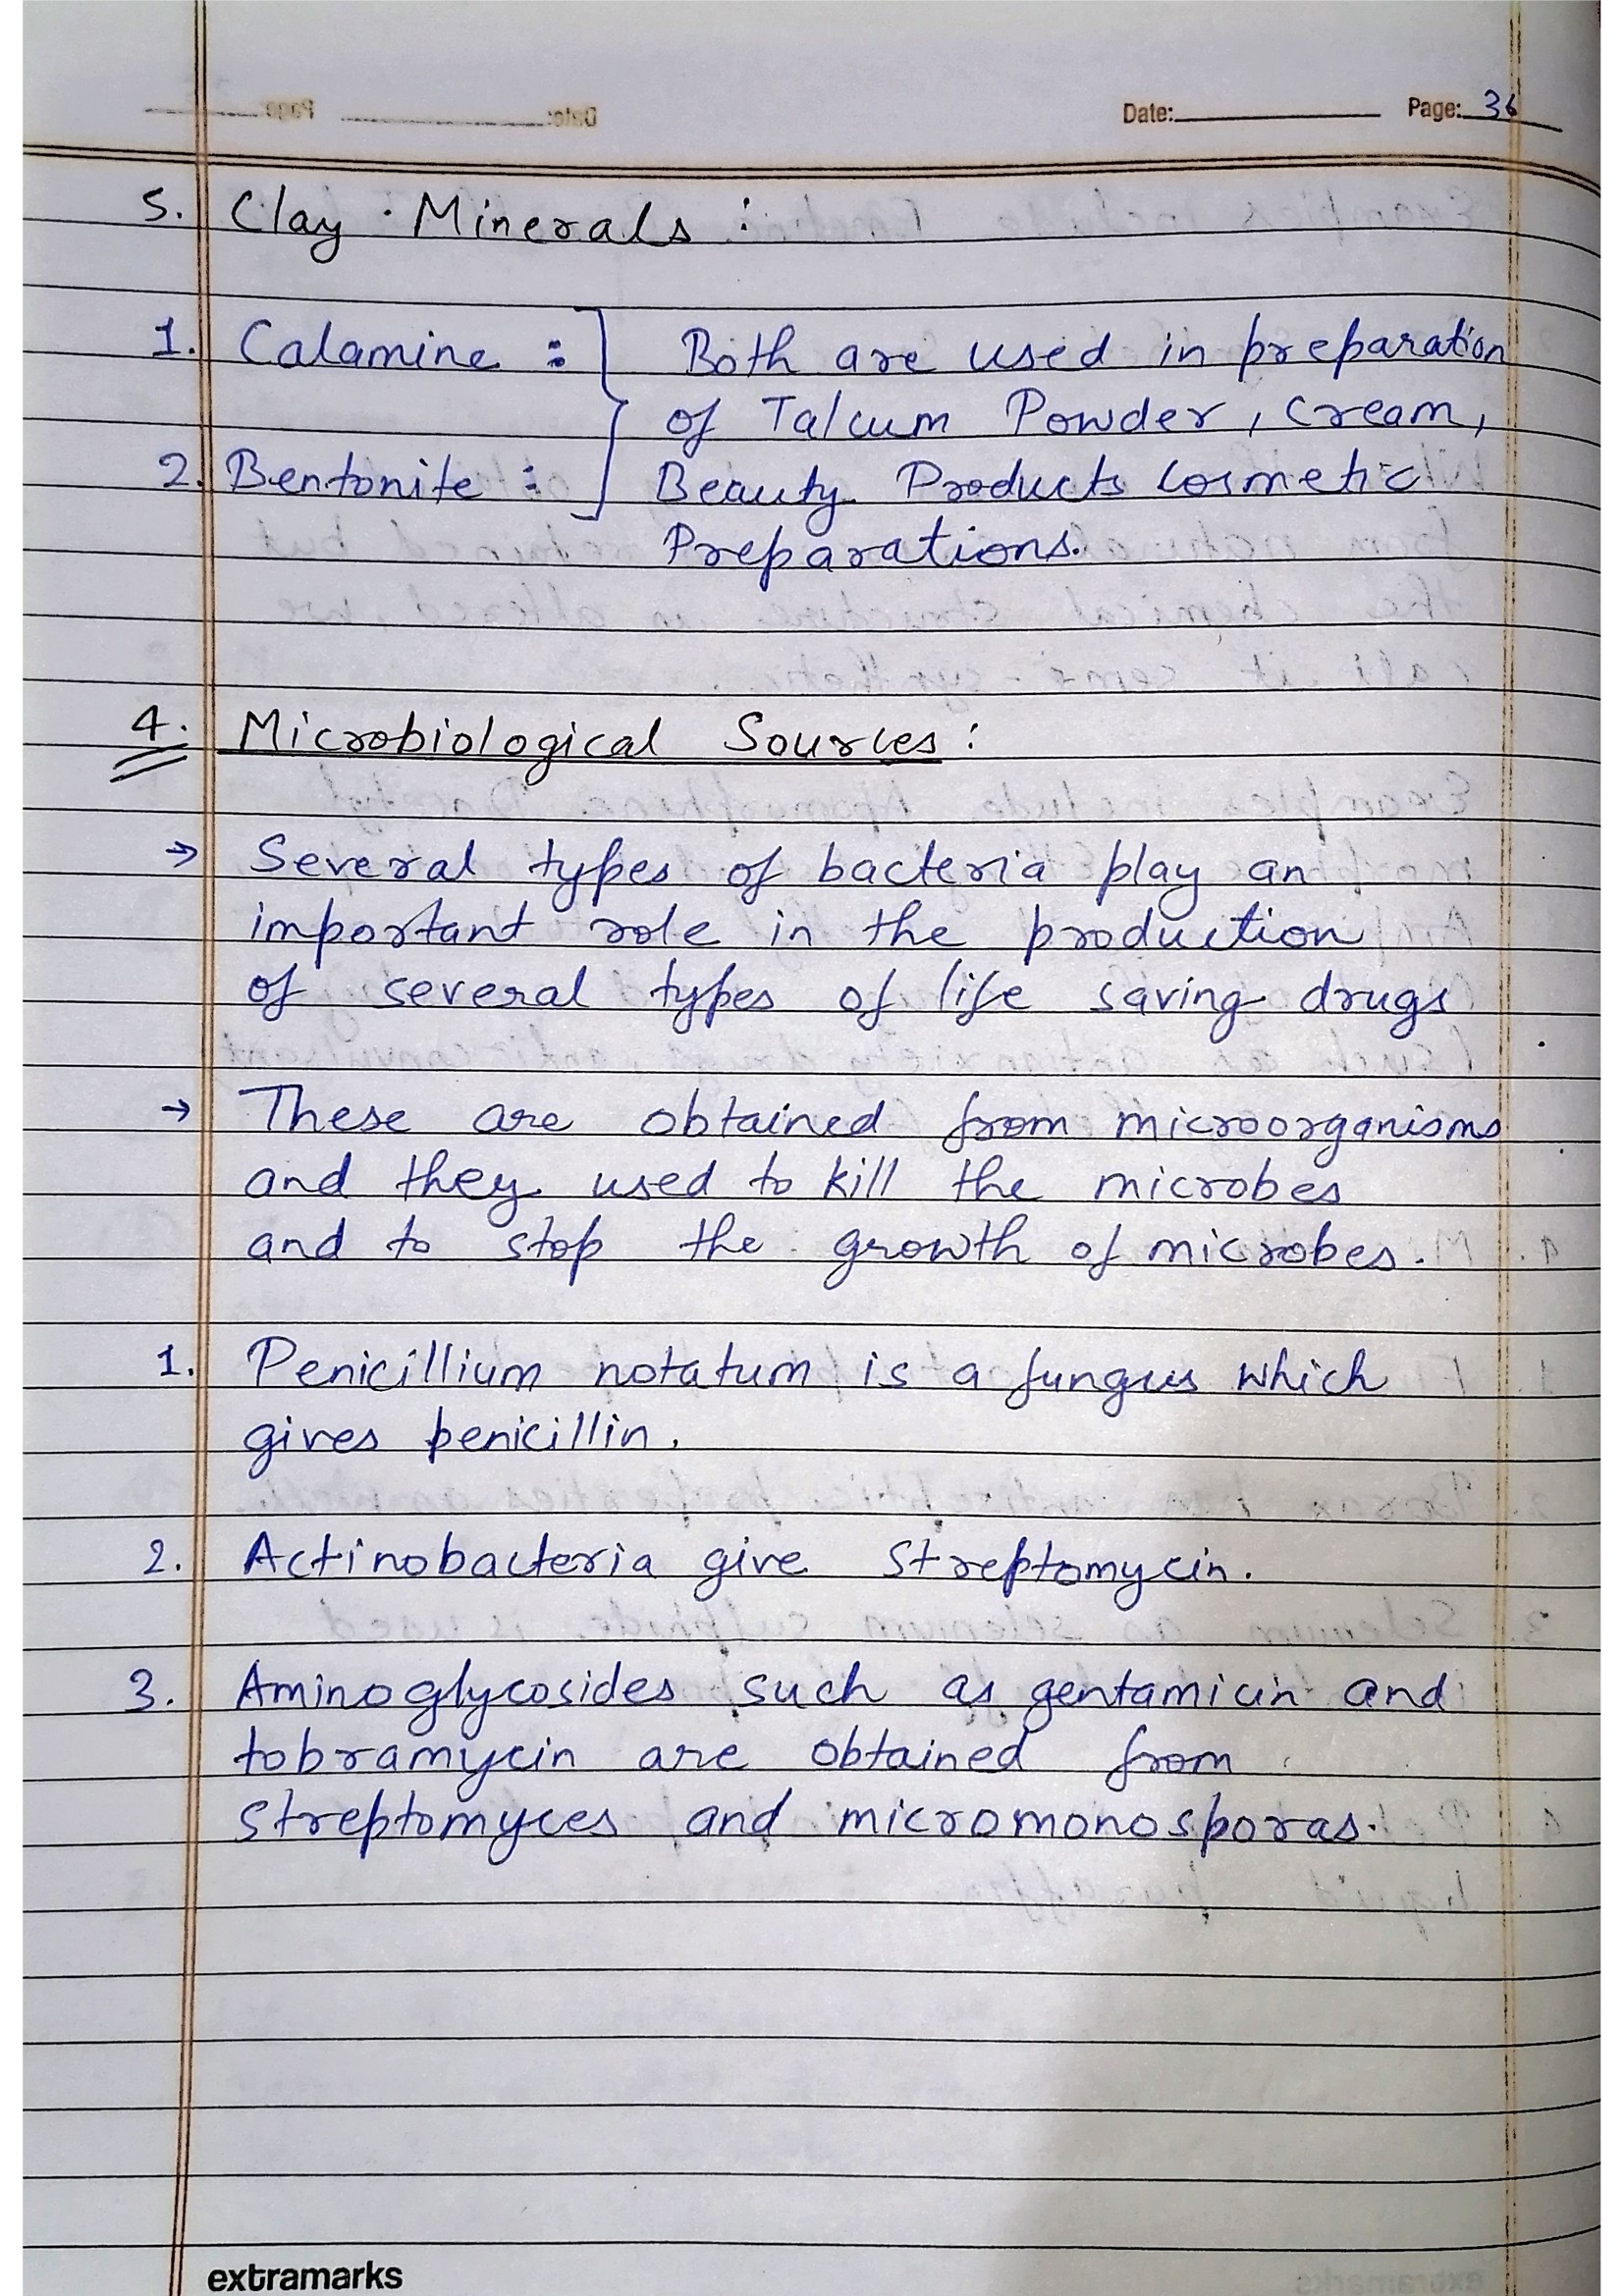 Date: Page: 36
5. Clay Minerals :
1. Calamine : Both are used in preparation
of Talcum Powder, Cream,
2. Bentonite : Beauty Products Cosmetic
Preparations.
4. Microbiological Sources :
→ Several types of bacteria play an
important role in the production
of several types of life saving drugs
→ These are obtained from microorganisms
and they used to kill the microbes
and to stop the growth of microbes.
1. Penicillium notatum is a fungus which
gives penicillin.
2. Actinobacteria give Streptomycin.
3. Aminoglycosides such as gentamicin and
tobramycin are obtained from
Streptomyces and micromonosporas.
extramarks